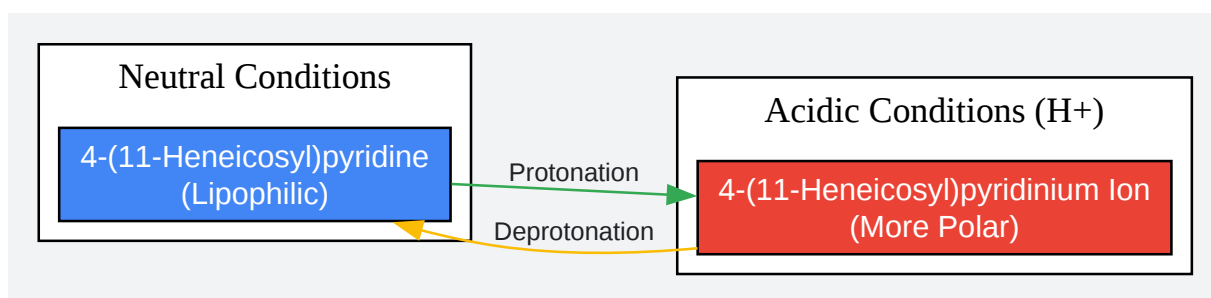 Neutral Conditions
4-(11-Heneicosyl)pyridine
(Lipophilic)
Protonation
Deprotonation
Acidic Conditions (H+)
4-(11-Heneicosyl)pyridinium Ion
(More Polar)